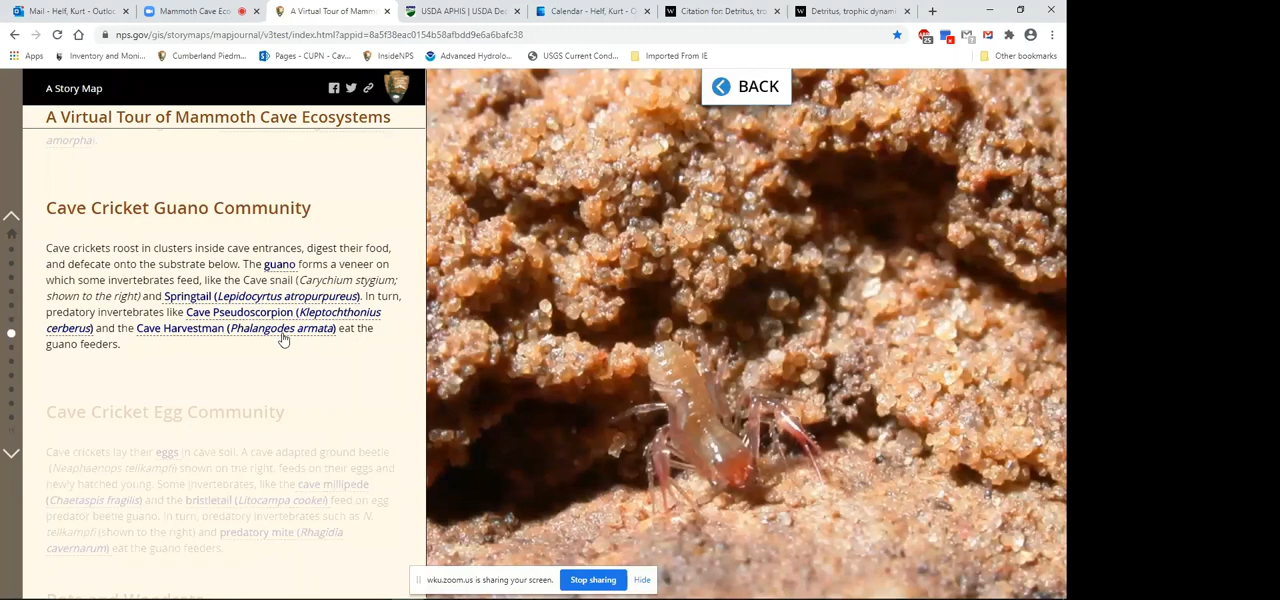 Mail - Helf, Kurt - Outloo
Mammoth Cave Eco
A Virtual Tour of Mamm
USDA APHIS | USDA De
Calendar - Helf, Kurt - O
Citation for: Detritus, tro
Detritus, trophic dynami
nps.gov/gis/storymaps/mapjournal/v3test/index.html?appid=8a5f38eac0154b58afbdd9e6a6bafc38
Apps
Inventory and Moni...
Cumberland Piedm...
Pages - CUPN - Cav...
InsideNPS
Advanced Hydrolo...
USGS Current Cond...
Imported From IE
Other bookmarks
A Story Map
BACK
A Virtual Tour of Mammoth Cave Ecosystems
amorpha).
Cave Cricket Guano Community
Cave crickets roost in clusters inside cave entrances, digest their food,
and defecate onto the substrate below. The guano forms a veneer on
which some invertebrates feed, like the Cave snail (Carychium stygium;
shown to the right) and Springtail (Lepidocyrtus atropurpureus). In turn,
predatory invertebrates like Cave Pseudoscorpion (Kleptochthonius
cerberus) and the Cave Harvestman (Phalangodes armata) eat the
guano feeders.
Cave Cricket Egg Community
Cave crickets lay their eggs in cave soil. A cave adapted ground beetle
(Neaphaenops tellkampfi) shown on the right, feeds on their eggs and
newly hatched young. Some invertebrates, like the cave millipede
(Chaetaspis fragilis) and the bristletail (Litocampa cookei) feed on egg
predator beetle guano. In turn, predatory invertebrates such as N.
tellkampfi (shown to the right) and predatory mite (Rhagidia
cavernarum) eat the guano feeders.
Bats and Woodrats
wku.zoom.us is sharing your screen.
Stop sharing
Hide